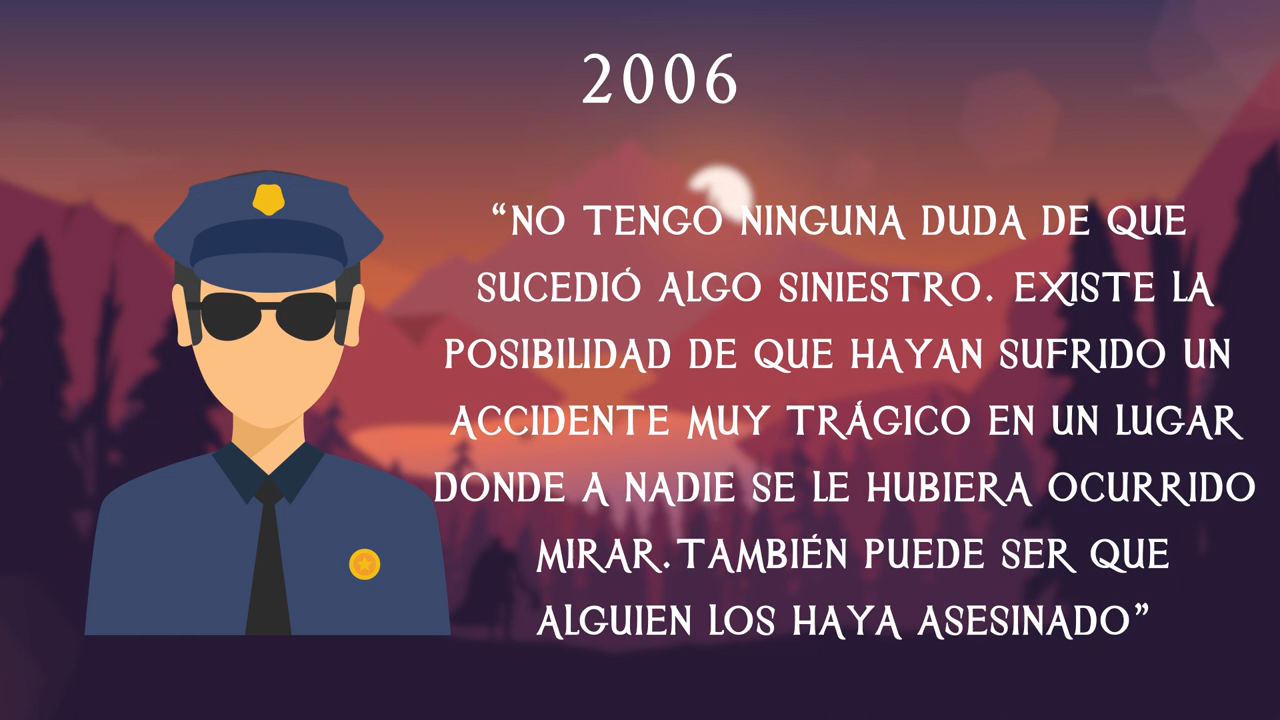 2006
“NO TENGO NINGUNA DUDA DE QUE
SUCEDIÓ ALGO SINIESTRO. EXISTE LA
POSIBILIDAD DE QUE HAYAN SUFRIDO UN
ACCIDENTE MUY TRÁGICO EN UN LUGAR
DONDE A NADIE SE LE HUBIERA OCURRIDO
MIRAR.TAMBIÉN PUEDE SER QUE
ALGUIEN LOS HAYA ASESINADO”